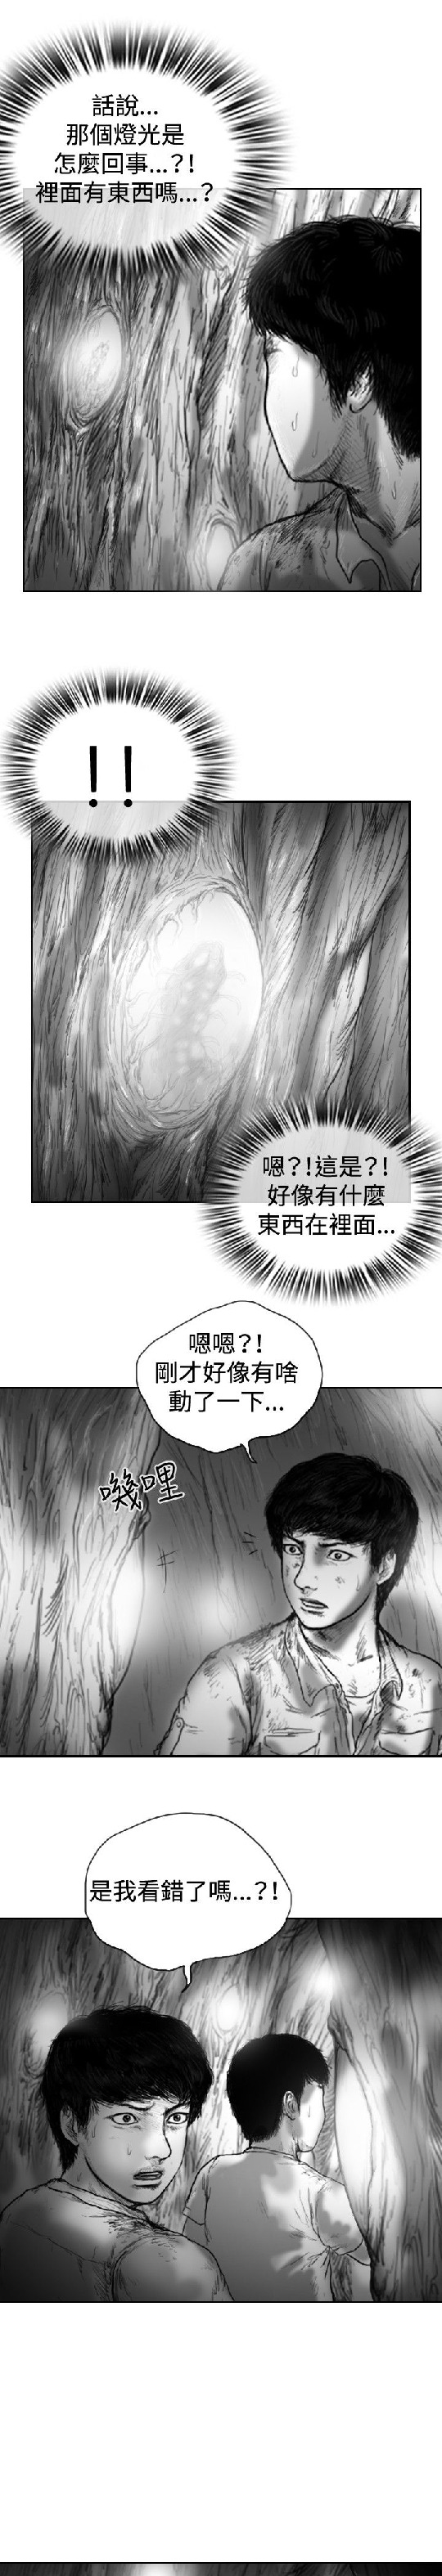 話說...
那個燈光是
怎麼回事...?!
裡面有東西嗎...?
!!
嗯?!這是?!
好像有什麼
東西在裡面...
嗯嗯?!
剛才好像有啥
動了一下...
嘰哩
是我看錯了嗎...?!